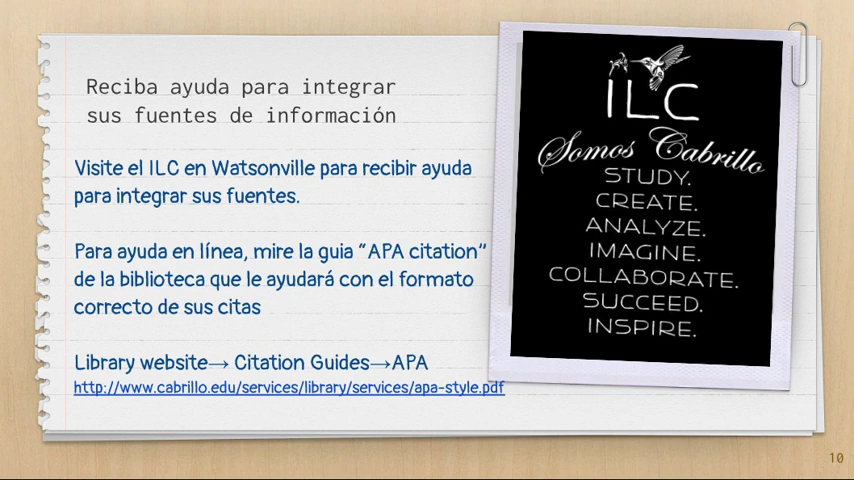 Reciba ayuda para integrar
sus fuentes de información
Visite el ILC en Watsonville para recibir ayuda
para integrar sus fuentes.
Para ayuda en línea, mire la guia “APA citation”
de la biblioteca que le ayudará con el formato
correcto de sus citas
Library website→ Citation Guides→APA
http://www.cabrillo.edu/services/library/services/apa-style.pdf
ILC
Somos Cabrillo
STUDY.
CREATE.
ANALYZE.
IMAGINE.
COLLABORATE.
SUCCEED.
INSPIRE.
10